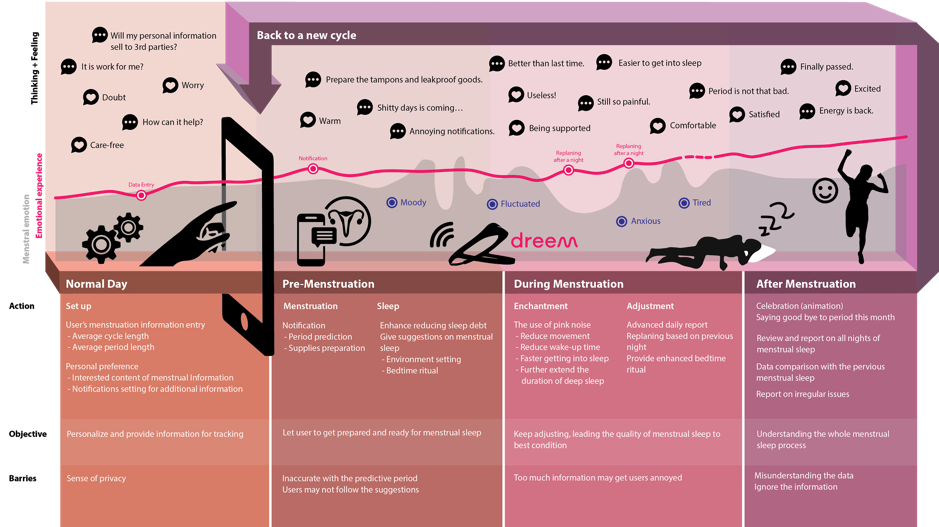 Thinking + Feeling
Will my personal information
sell to 3rd parties?
It is work for me?
Worry
Doubt
How can it help?
Care-free
Back to a new cycle
Prepare the tampons and leakproof goods.
Shitty days is coming...
Warm
Annoying notifications.
Better than last time.
Easier to get into sleep
Useless!
Still so painful.
Being supported
Comfortable
Finally passed.
Period is not that bad.
Excited
Satisfied
Energy is back.
Menstral emotion
Emotional experience
Data Entry
Notification
Replaning
after a night
Replaning
after a night
Moody
Fluctuated
Anxious
Tired
dreem
zzz
Normal Day
Pre-Menstruation
During Menstruation
After Menstruation
Action
Set up
User's menstruation information entry
- Average cycle length
- Average period length
Personal preference
- Interested content of menstrual Information
- Notifications setting for additional information
Menstruation
Notification
- Period prediction
- Supplies preparation
Sleep
Enhance reducing sleep debt
Give suggestions on menstrual
sleep
- Environment setting
- Bedtime ritual
Enchantment
The use of pink noise
- Reduce movement
- Reduce wake-up time
- Faster getting into sleep
- Further extend the
duration of deep sleep
Adjustment
Advanced daily report
Replaning based on previous
night
Provide enhanced bedtime
ritual
Celebration (animation)
Saying good bye to period this month
Review and report on all nights of
menstrual sleep
Data comparison with the pervious
menstrual sleep
Report on irregular issues
Objective
Personalize and provide information for tracking
Let user to get prepared and ready for menstrual sleep
Keep adjusting, leading the quality of menstrual sleep to
best condition
Understanding the whole menstrual
sleep process
Barries
Sense of privacy
Inaccurate with the predictive period
Users may not follow the suggestions
Too much information may get users annoyed
Misunderstanding the data
Ignore the information